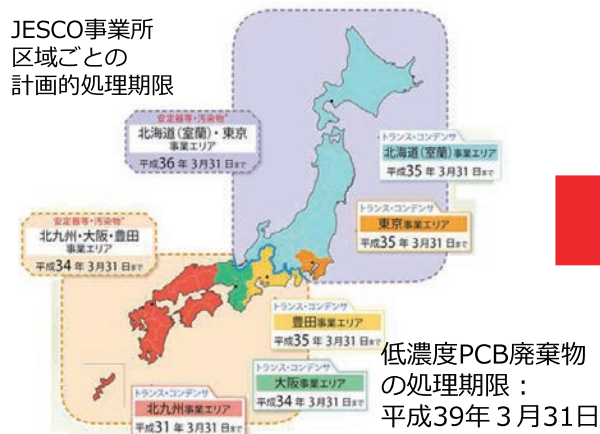 JESCO事業所
区域ごとの
計画的処理期限
安定器等・汚染物*
北海道(室蘭)・東京
事業エリア
平成36年3月31日まで
トランス・コンデンサ
北海道(室蘭)事業エリア
平成35年3月31日まで
トランス・コンデンサ
東京事業エリア
平成35年3月31日まで
安定器等・汚染物*
北九州・大阪・豊田
事業エリア
平成34年3月31日まで
トランス・コンデンサ
豊田事業エリア
平成35年3月31日まで
トランス・コンデンサ
大阪事業エリア
平成34年3月31日まで
トランス・コンデンサ
北九州事業エリア
平成31年3月31日まで
低濃度PCB廃棄物
の処理期限:
平成39年3月31日